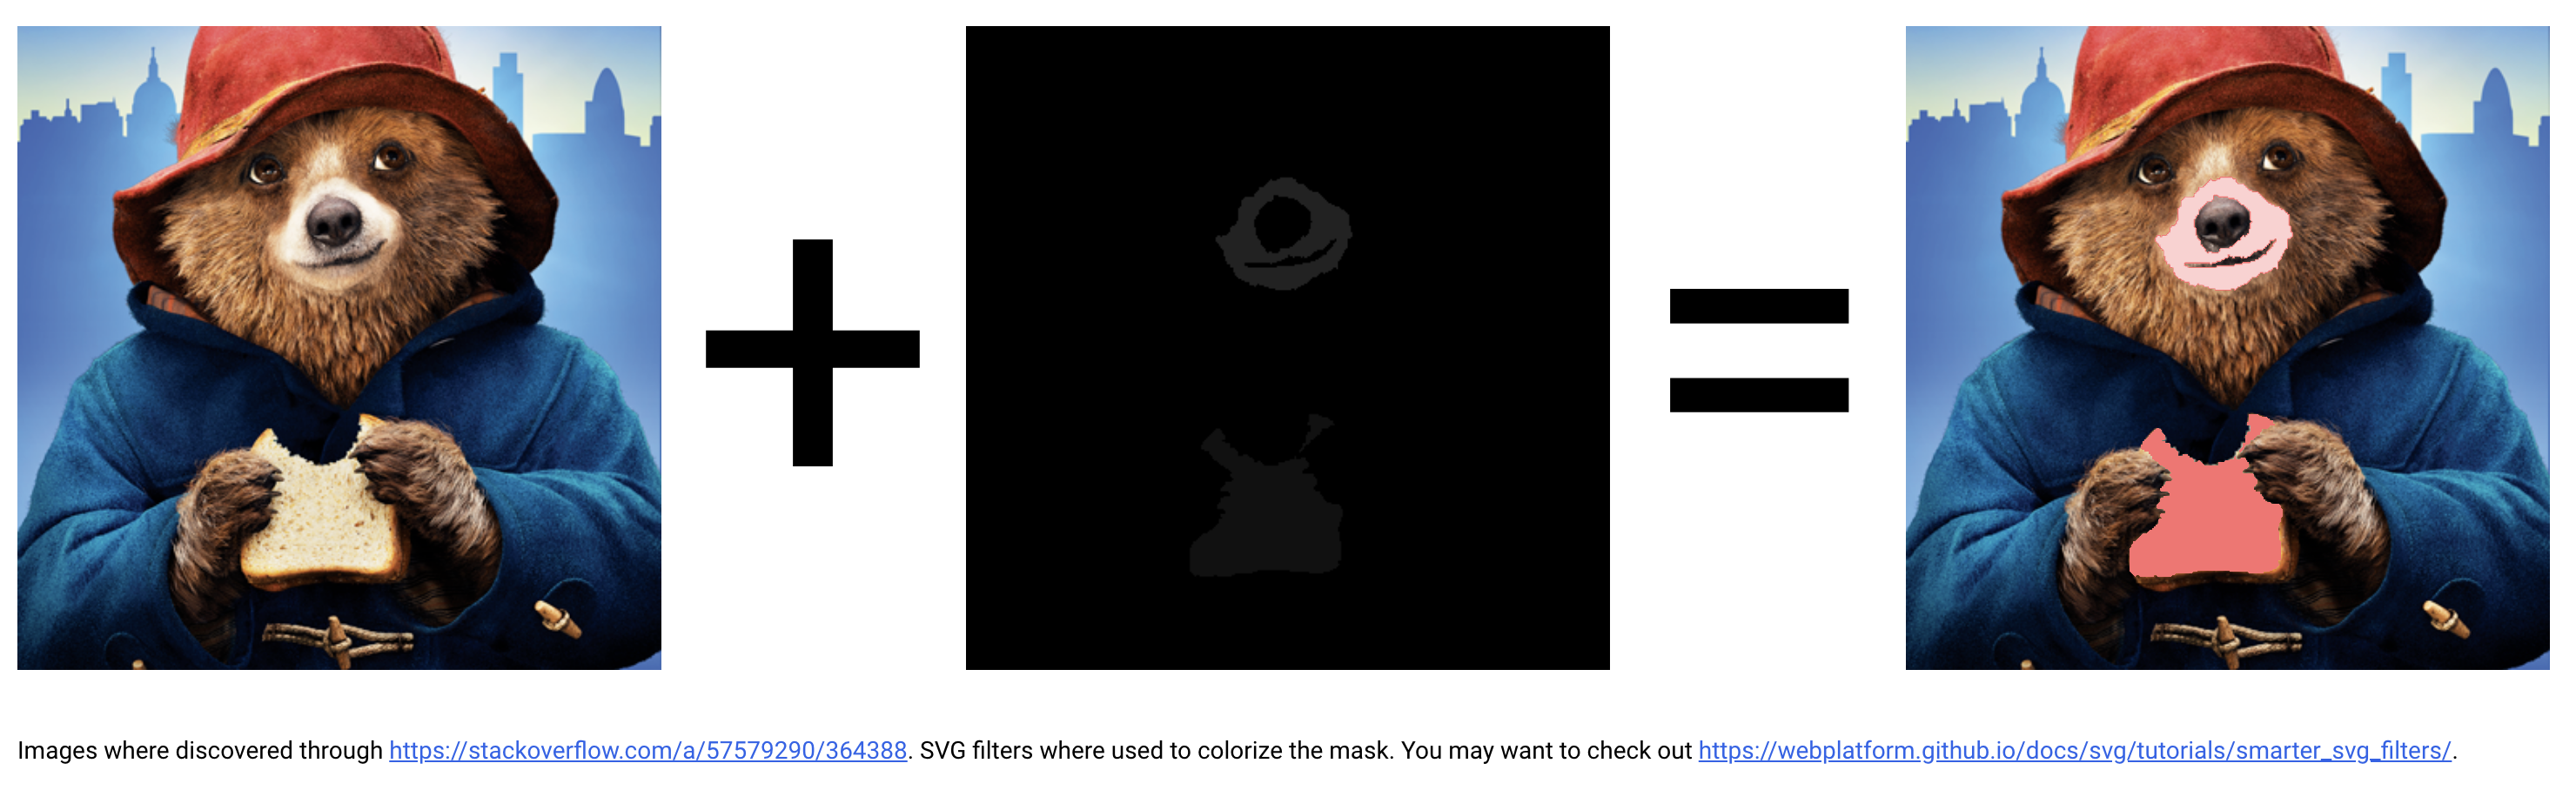 Images where discovered through https://stackoverflow.com/a/57579290/364388. SVG filters where used to colorize the mask. You may want to check out https://webplatform.github.io/docs/svg/tutorials/smarter_svg_filters/.